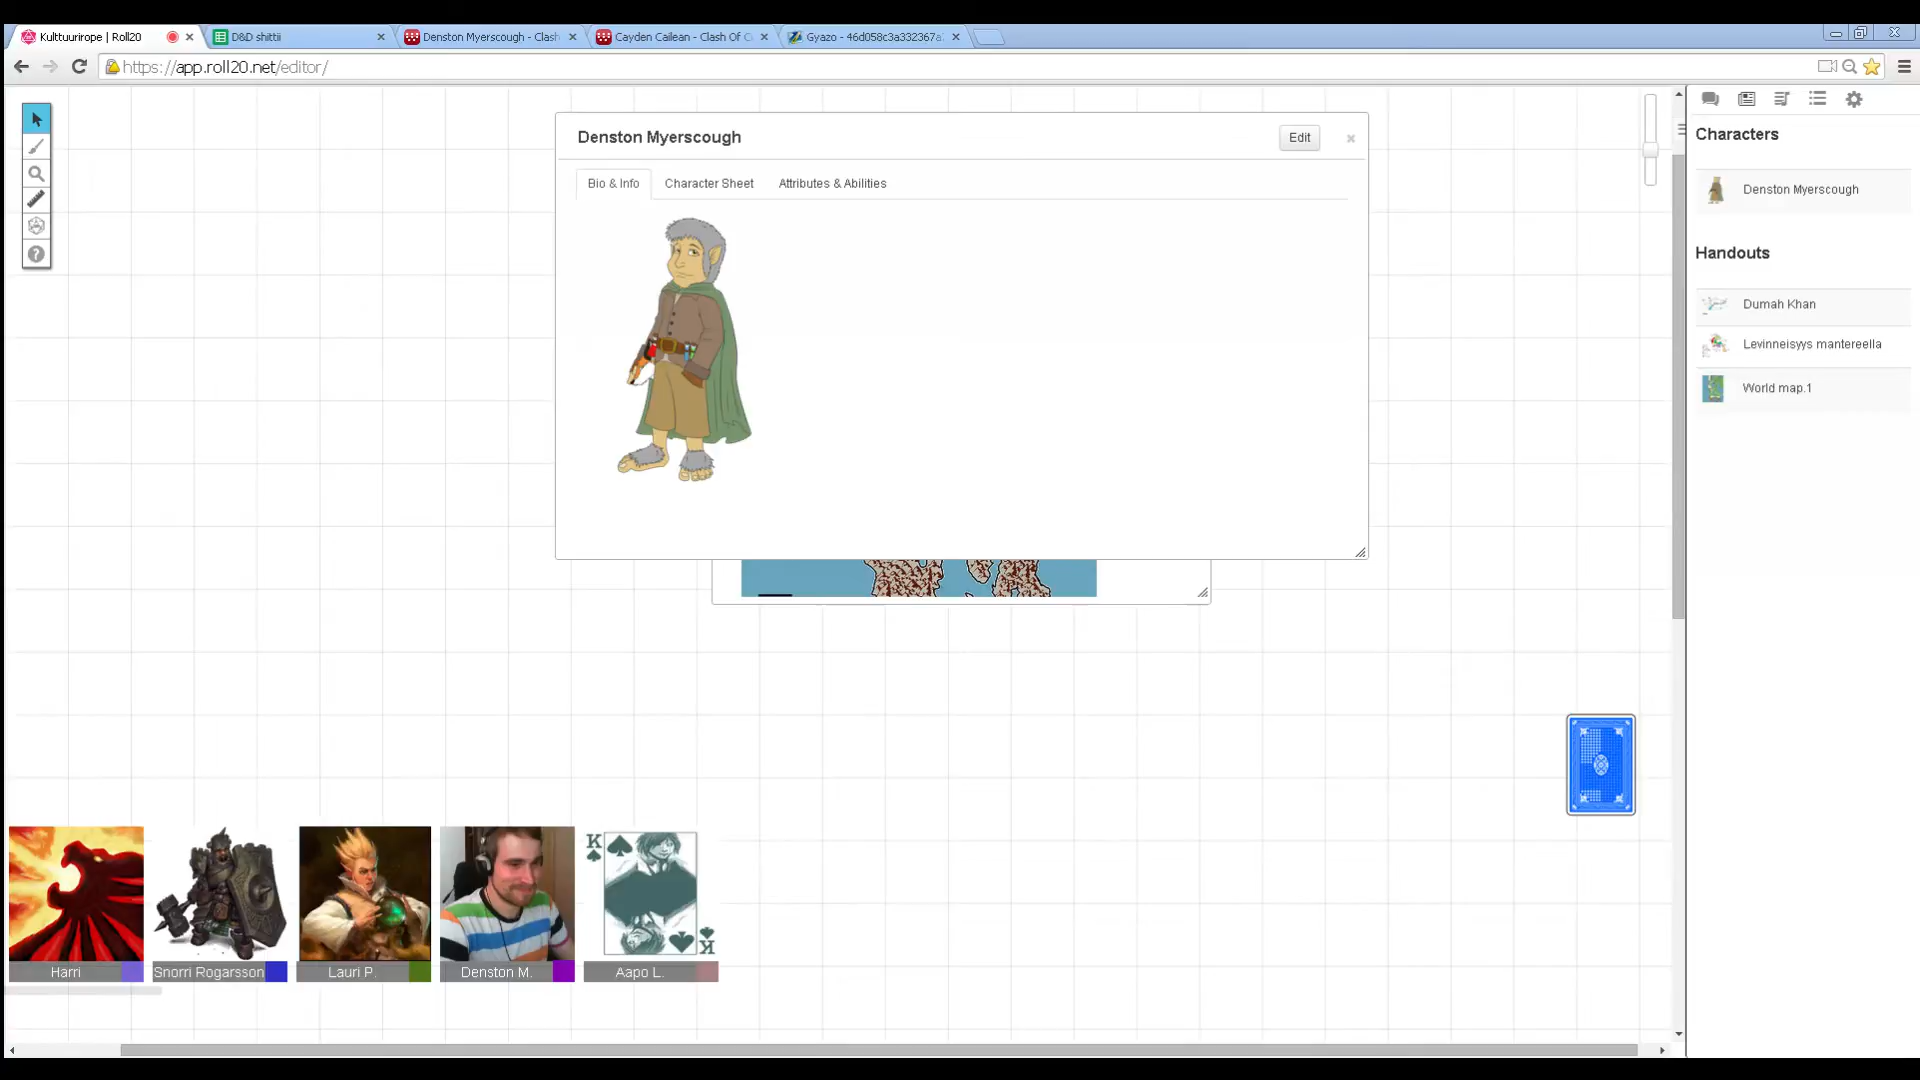 Kulttuurirope | Roll20
D&D shittii
Denston Myerscough - Clash
Cayden Cailean - Clash Of C
Gyazo - 46d058c3a332367a
https://app.roll20.net/editor/
Denston Myerscough
Edit
Bio & Info
Character Sheet
Attributes & Abilities
Characters
Denston Myerscough
Handouts
Dumah Khan
Levinneisyys mantereella
World map.1
K
K
Harri
Snorri Rogarsson
Lauri P.
Denston M.
Aapo L.